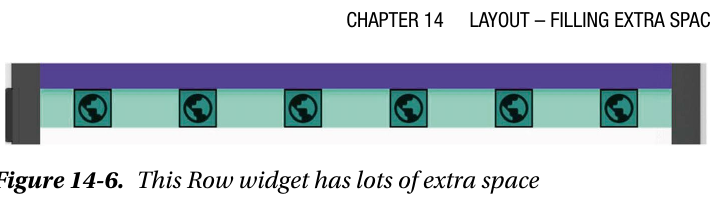 CHAPTER 14 LAYOUT – FILLING EXTRA SPAC
Figure 14-6. This Row widget has lots of extra space